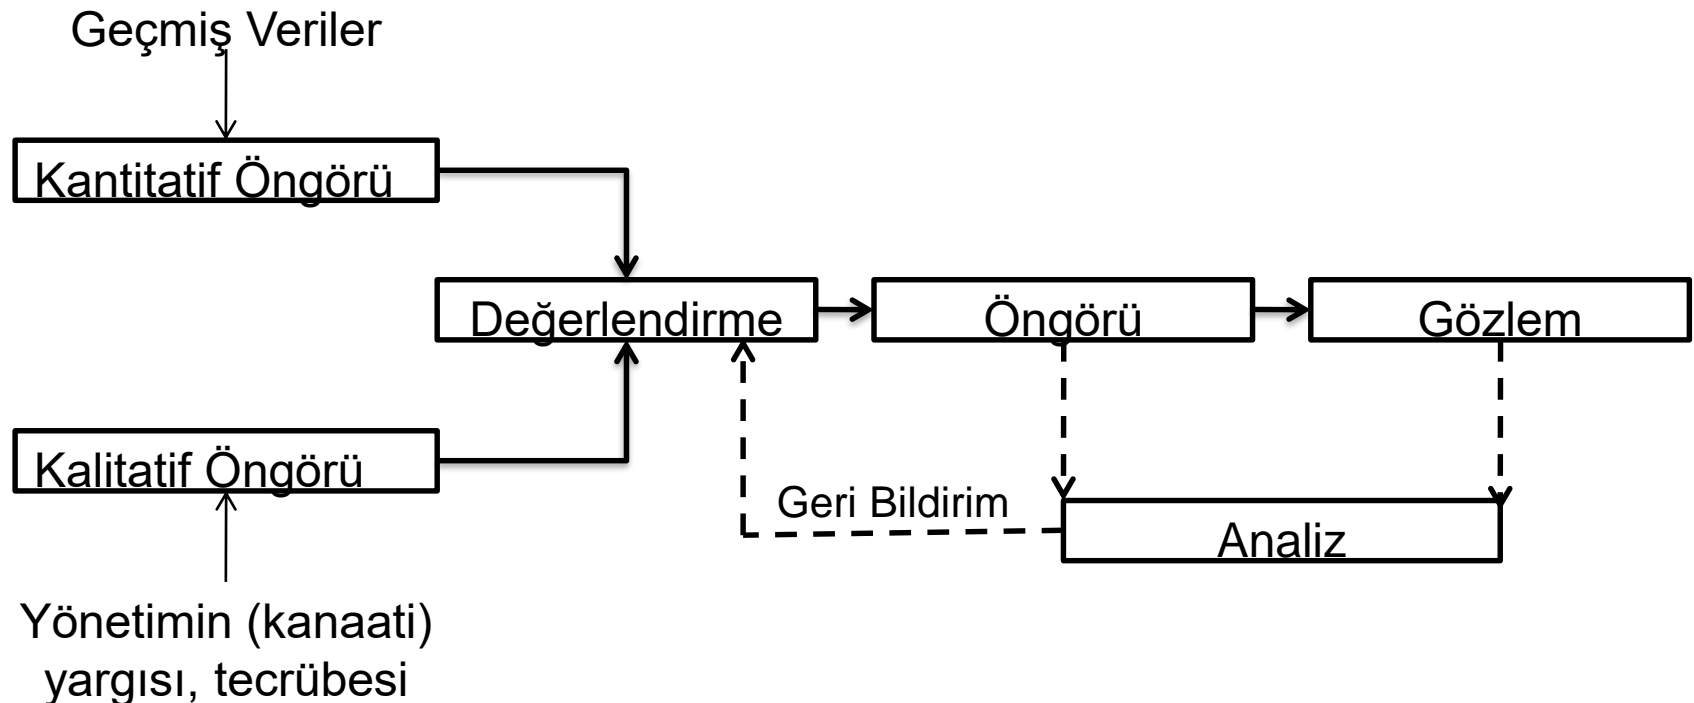 Geçmiş Veriler
Kantitatif Öngörü
Değerlendirme
Öngörü
Gözlem
Kalitatif Öngörü
Geri Bildirim
Analiz
Yönetimin (kanaati)
yargısı, tecrübesi